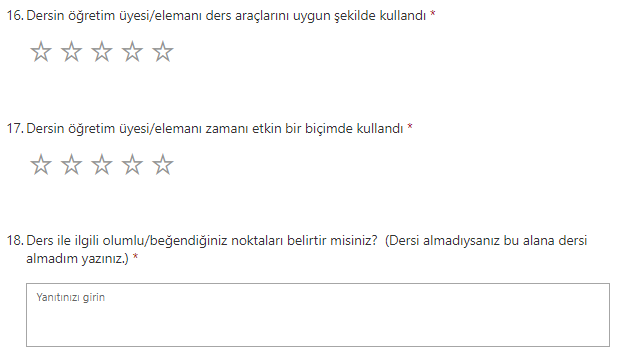 16. Dersin öğretim üyesi/elemanı ders araçlarını uygun şekilde kullandı *
17. Dersin öğretim üyesi/elemanı zamanı etkin bir biçimde kullandı *
18. Ders ile ilgili olumlu/beğendiğiniz noktaları belirtir misiniz?  (Dersi almadıysanız bu alana dersi
almadım yazınız.) *
Yanıtınızı girin